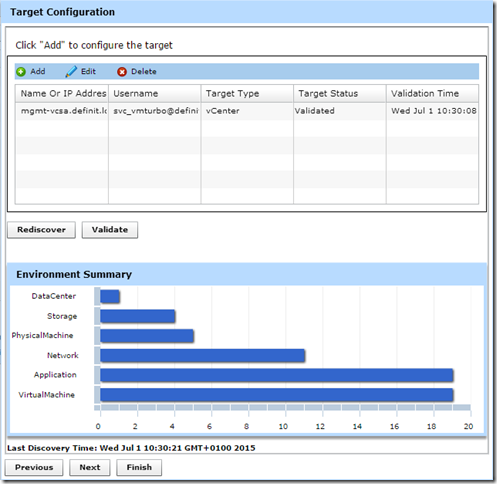 Target Configuration
Click "Add" to configure the target
Add Edit Delete
Name Or IP Addres Username Target Type Target Status Validation Time
mgmt-vcsa.definit.lo svc_vmturbo@defini vCenter Validated Wed Jul 1 10:30:08
Rediscover Validate
Environment Summary
DataCenter
Storage
PhysicalMachine
Network
Application
VirtualMachine
0 2 4 6 8 10 12 14 16 18 20
Last Discovery Time: Wed Jul 1 10:30:21 GMT+0100 2015
Previous Next Finish